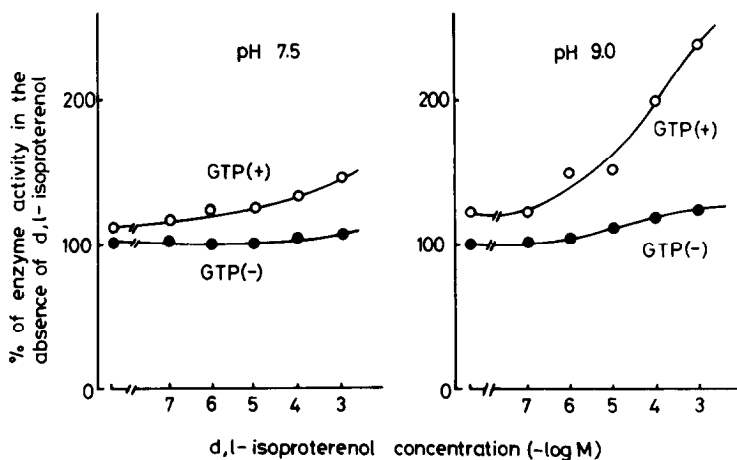 % of enzyme activity in the
absence of d,l-isoproterenol
pH 7.5
200
100
0
GTP(+)
GTP(-)
7 6 5 4 3
pH 9.0
200
100
0
GTP(+)
GTP(-)
7 6 5 4 3
d,l-isoproterenol concentration (-log M)